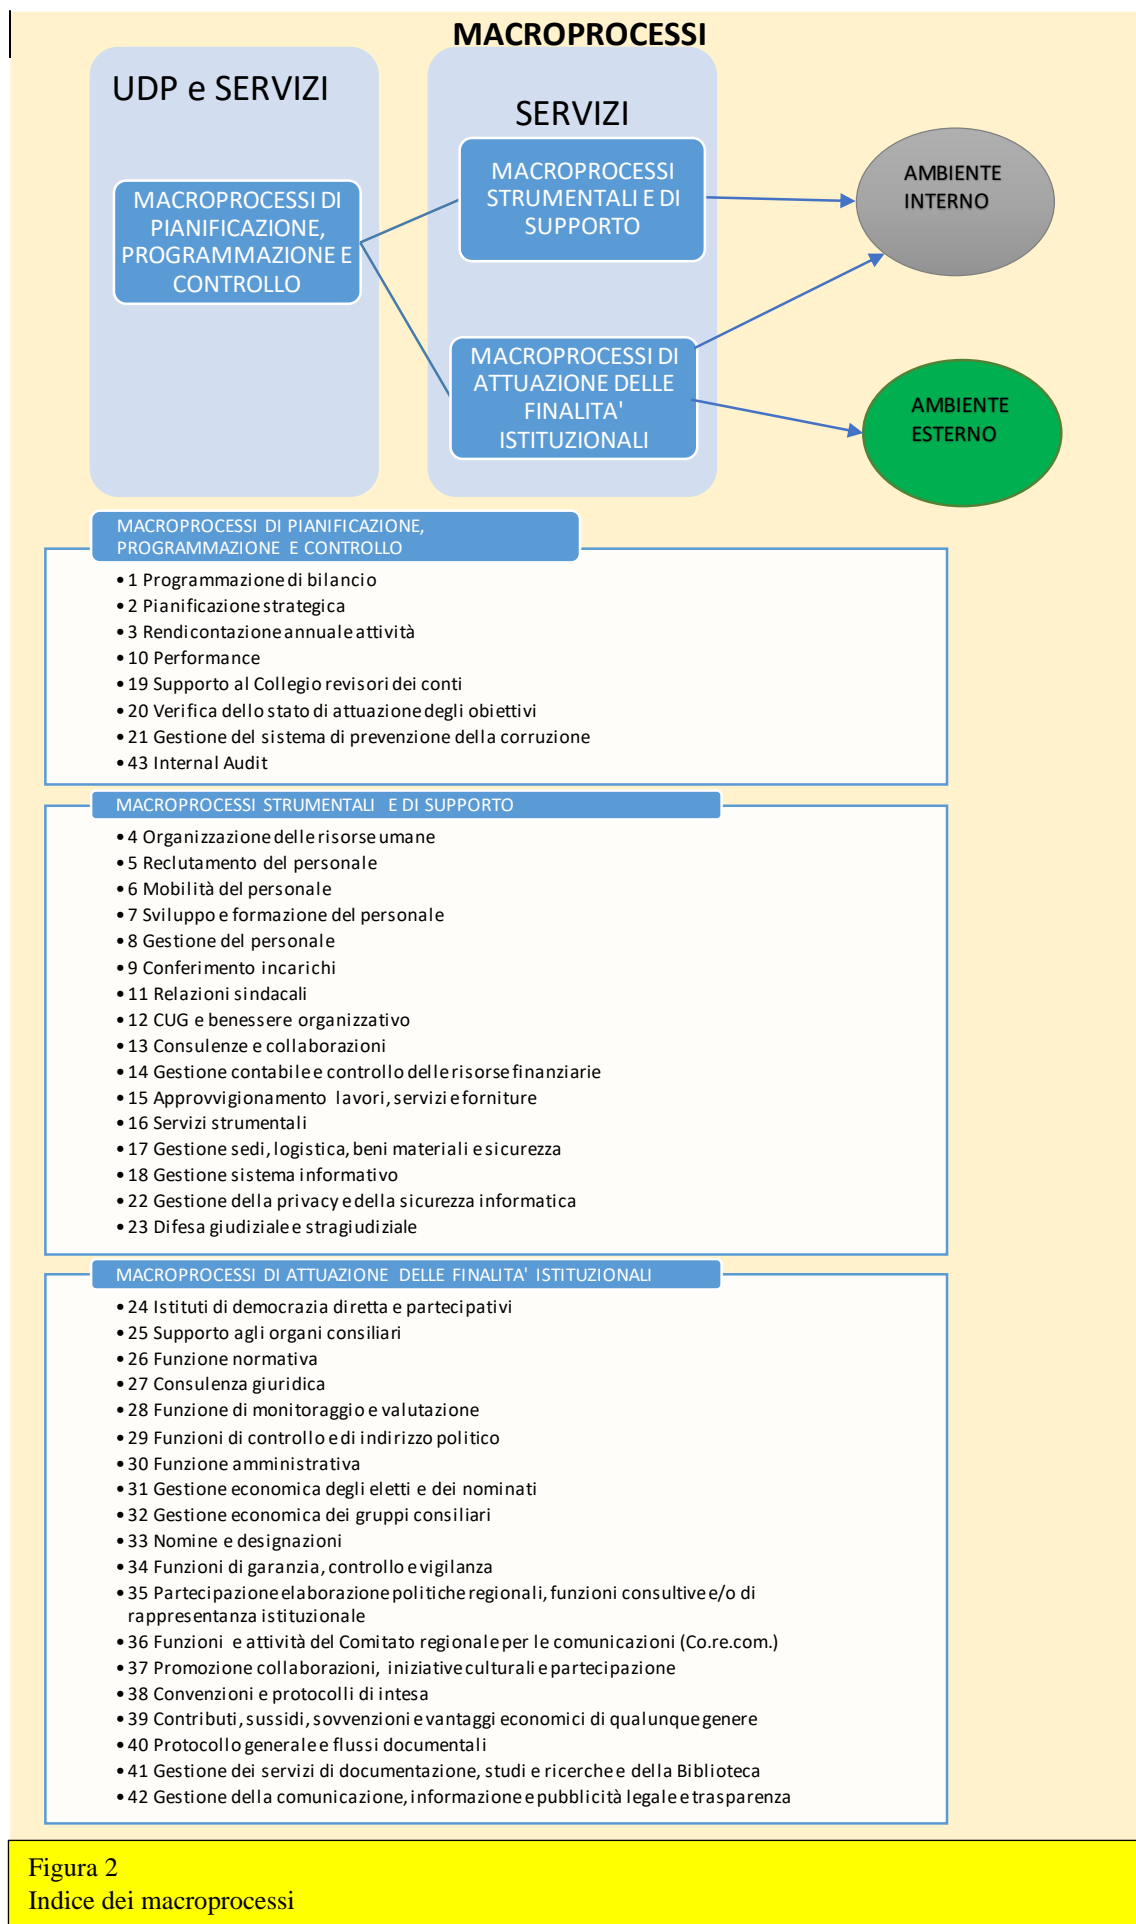 MACROPROCESSI
UDP e SERVIZI
MACROPROCESSI DI
PIANIFICAZIONE,
PROGRAMMAZIONE E
CONTROLLO
SERVIZI
MACROPROCESSI
STRUMENTALI E DI
SUPPORTO
MACROPROCESSI DI
ATTUAZIONE DELLE
FINALITA'
ISTITUZIONALI
AMBIENTE
INTERNO
AMBIENTE
ESTERNO
MACROPROCESSI DI PIANIFICAZIONE,
PROGRAMMAZIONE E CONTROLLO
• 1 Programmazione di bilancio
• 2 Pianificazione strategica
• 3 Rendicontazione annuale attività
• 10 Performance
• 19 Supporto al Collegio revisori dei conti
• 20 Verifica dello stato di attuazione degli obiettivi
• 21 Gestione del sistema di prevenzione della corruzione
• 43 Internal Audit
MACROPROCESSI STRUMENTALI E DI SUPPORTO
• 4 Organizzazione delle risorse umane
• 5 Reclutamento del personale
• 6 Mobilità del personale
• 7 Sviluppo e formazione del personale
• 8 Gestione del personale
• 9 Conferimento incarichi
• 11 Relazioni sindacali
• 12 CUG e benessere organizzativo
• 13 Consulenze e collaborazioni
• 14 Gestione contabile e controllo delle risorse finanziarie
• 15 Approvvigionamento lavori, servizi e forniture
• 16 Servizi strumentali
• 17 Gestione sedi, logistica, beni materiali e sicurezza
• 18 Gestione sistema informativo
• 22 Gestione della privacy e della sicurezza informatica
• 23 Difesa giudiziale e stragiudiziale
MACROPROCESSI DI ATTUAZIONE DELLE FINALITA' ISTITUZIONALI
• 24 Istituti di democrazia diretta e partecipativi
• 25 Supporto agli organi consiliari
• 26 Funzione normativa
• 27 Consulenza giuridica
• 28 Funzione di monitoraggio e valutazione
• 29 Funzioni di controllo e di indirizzo politico
• 30 Funzione amministrativa
• 31 Gestione economica degli eletti e dei nominati
• 32 Gestione economica dei gruppi consiliari
• 33 Nomine e designazioni
• 34 Funzioni di garanzia, controllo e vigilanza
• 35 Partecipazione elaborazione politiche regionali, funzioni consultive e/o di
rappresentanza istituzionale
• 36 Funzioni e attività del Comitato regionale per le comunicazioni (Co.re.com.)
• 37 Promozione collaborazioni, iniziative culturali e partecipazione
• 38 Convenzioni e protocolli di intesa
• 39 Contributi, sussidi, sovvenzioni e vantaggi economici di qualunque genere
• 40 Protocollo generale e flussi documentali
• 41 Gestione dei servizi di documentazione, studi e ricerche e della Biblioteca
• 42 Gestione della comunicazione, informazione e pubblicità legale e trasparenza
Figura 2
Indice dei macroprocessi